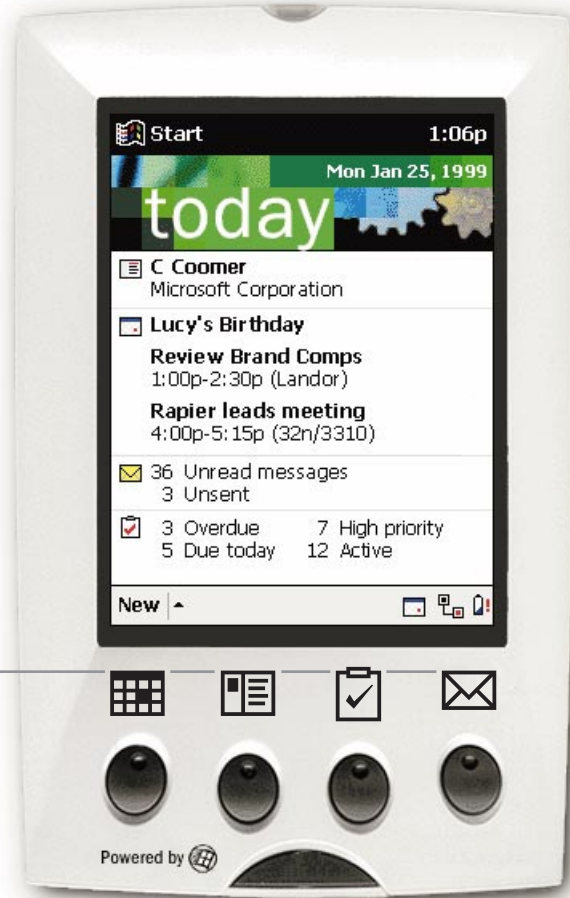 Start 1:06p
Mon Jan 25, 1999
today
C Coomer
Microsoft Corporation
Lucy's Birthday
Review Brand Comps
1:00p-2:30p (Landor)
Rapier leads meeting
4:00p-5:15p (32n/3310)
36 Unread messages
3 Unsent
3 Overdue 7 High priority
5 Due today 12 Active
New
Powered by